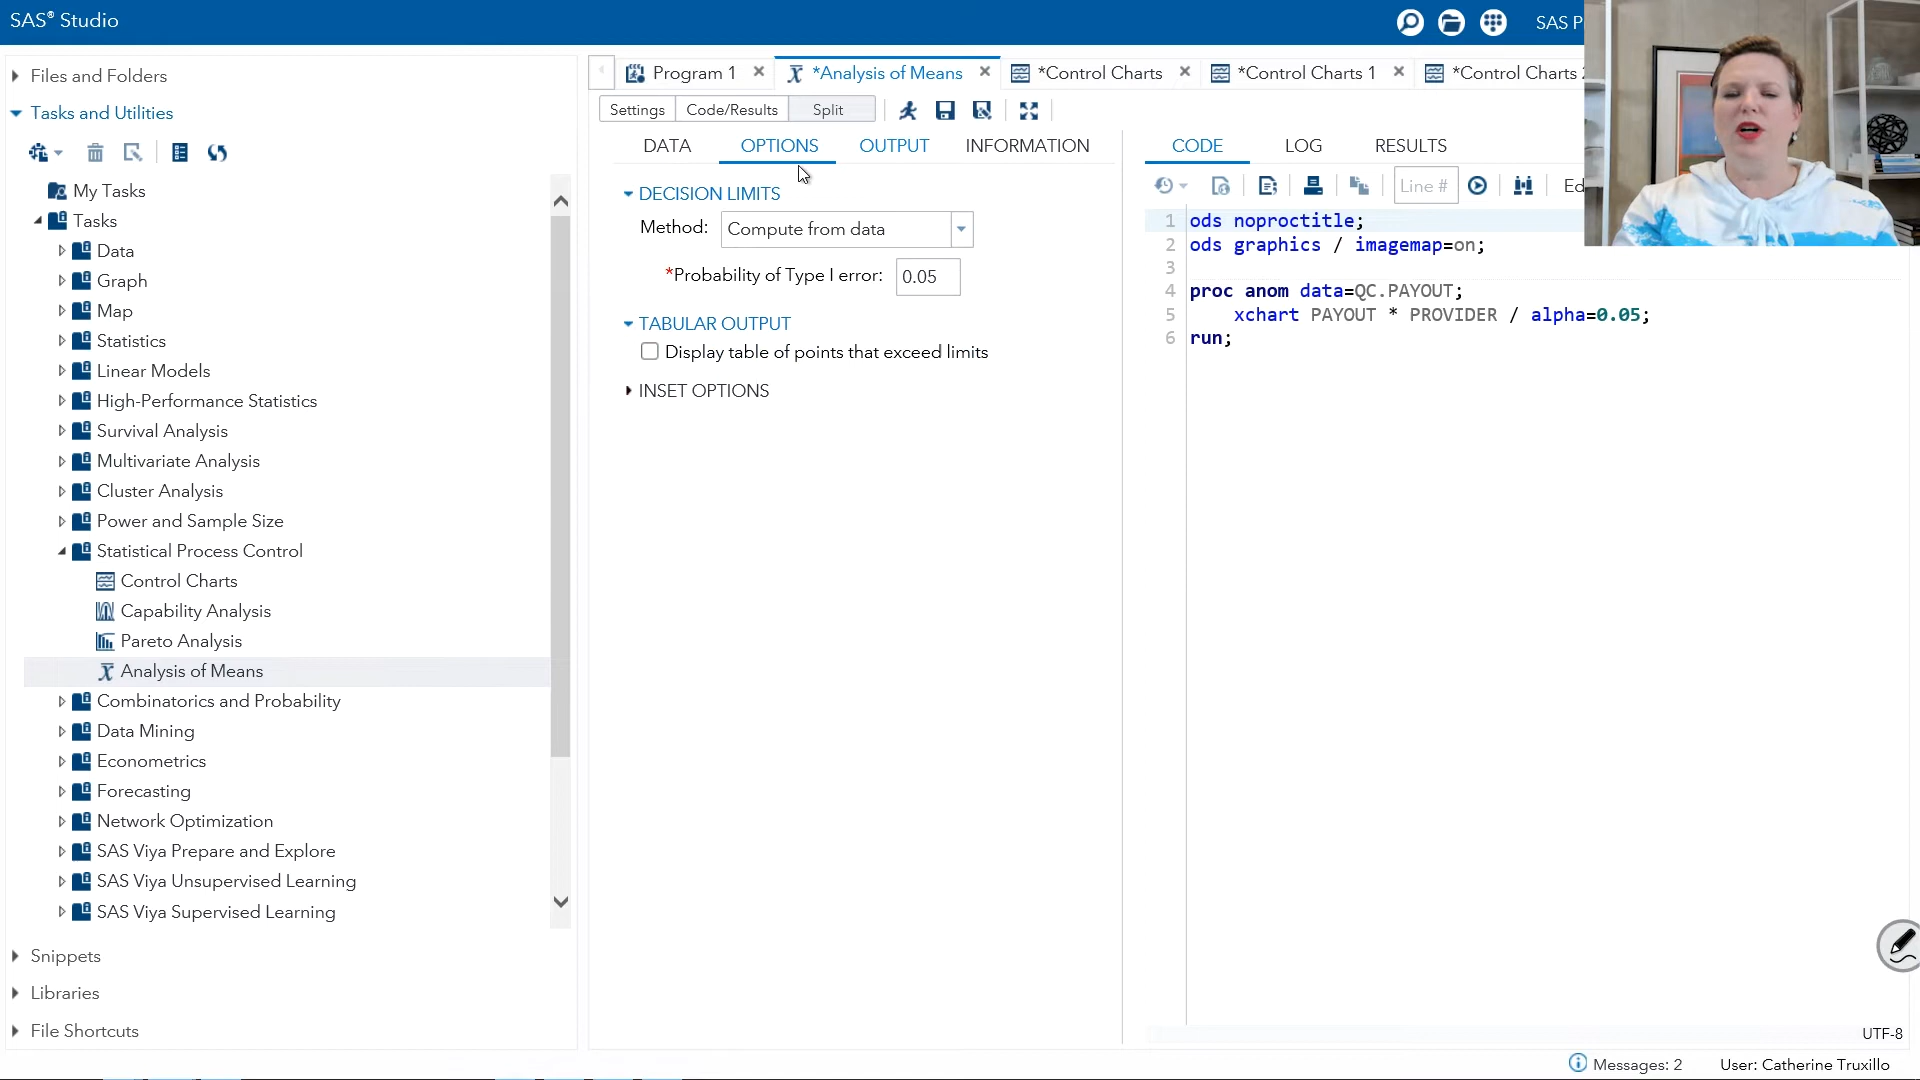 SAS® Studio
SAS P
Files and Folders
Tasks and Utilities
My Tasks
Tasks
Data
Graph
Map
Statistics
Linear Models
High-Performance Statistics
Survival Analysis
Multivariate Analysis
Cluster Analysis
Power and Sample Size
Statistical Process Control
Control Charts
Capability Analysis
Pareto Analysis
Analysis of Means
Combinatorics and Probability
Data Mining
Econometrics
Forecasting
Network Optimization
SAS Viya Prepare and Explore
SAS Viya Unsupervised Learning
SAS Viya Supervised Learning
Snippets
Libraries
File Shortcuts
Program 1 *Analysis of Means *Control Charts *Control Charts 1 *Control Charts 2
Settings Code/Results Split
DATA OPTIONS OUTPUT INFORMATION
DECISION LIMITS
Method: Compute from data
*Probability of Type I error: 0.05
TABULAR OUTPUT
Display table of points that exceed limits
INSET OPTIONS
CODE LOG RESULTS
Line # Ed
1 ods noproctitle;
2 ods graphics / imagemap=on;
3
4 proc anom data=QC.PAYOUT;
5 xchart PAYOUT * PROVIDER / alpha=0.05;
6 run;
UTF-8
Messages: 2 User: Catherine Truxillo